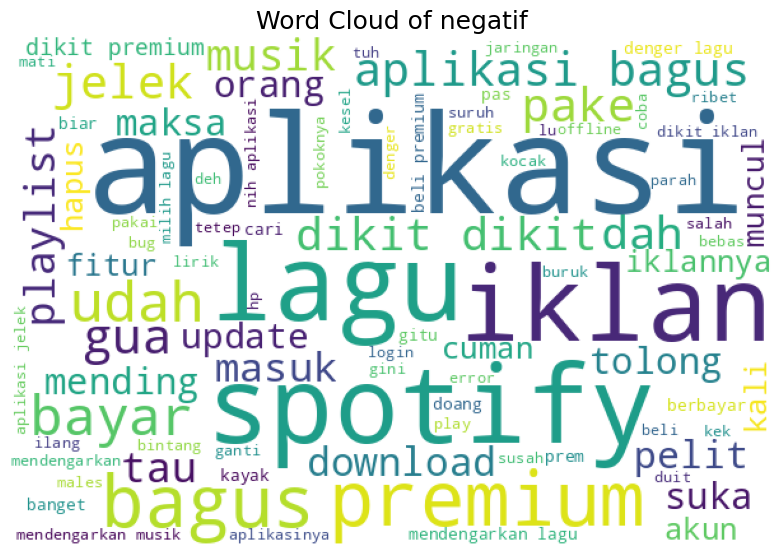 Word Cloud of negatif
dikit premium
musik
tuh
jaringan
denger lagu
mati
jelek
orang
aplikasi bagus
kesel
pas
ribet
biar
maksa
suruh
pake
gratis
lu
offline
coba
dikit iklan
playlist
hapus
aplikasi
nih aplikasi
pokoknya
denger
beli premium
kocak
parah
muncul
milih lagu
deh
pakai
bug
tetep
cari
dikit dikit
dah
salah
bebas
fitur
lirik
lagu
buruk
iklannya
udah
hp
iklan
gua
update
gitu
cuman
login
gini
masuk
tolong
kali
aplikasi jelek
mending
error
spotify
bayar
doang
play
berbayar
ilang
bintang
ganti
beli
kek
mendengarkan
tau
kayak
download
susah
prem
pelit
duit
males
banget
bagus
premium
suka
mendengarkan musik
aplikasinya
mendengarkan lagu
akun